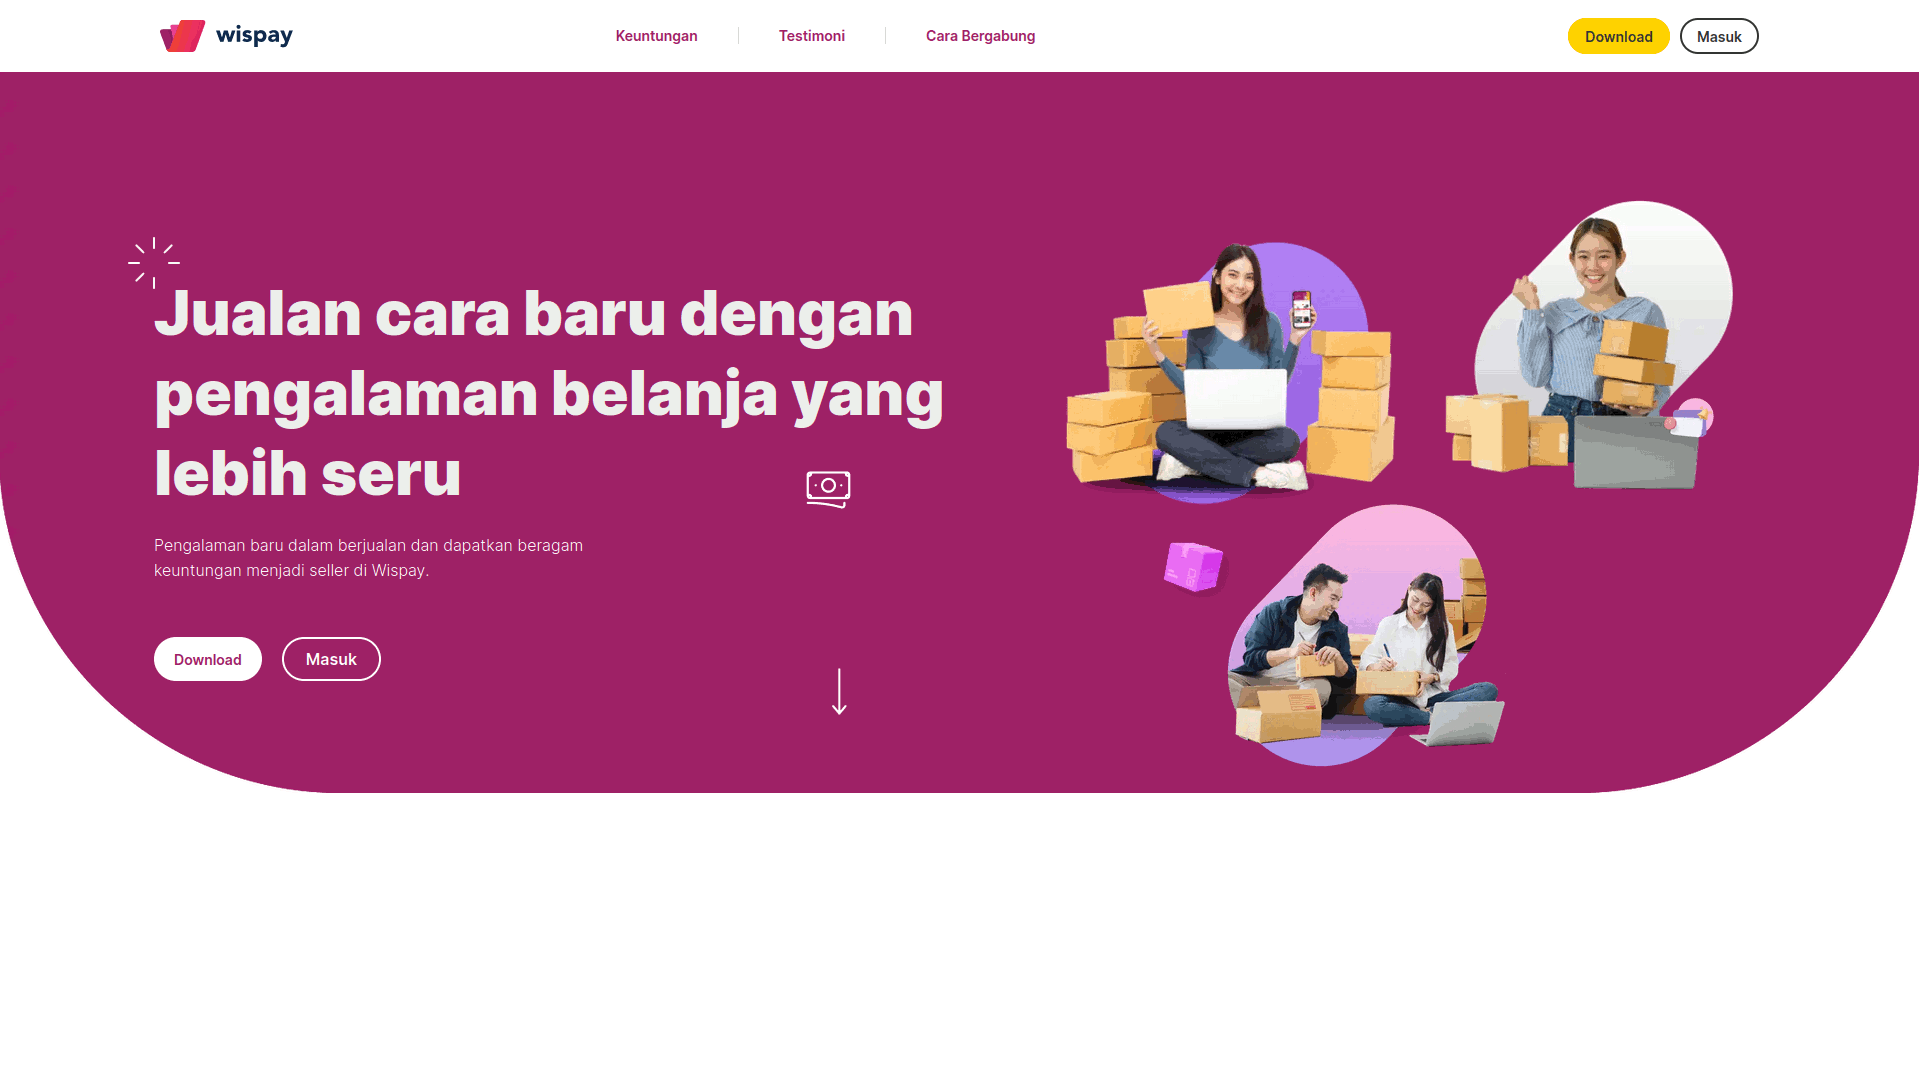 wispay
Keuntungan
Testimoni
Cara Bergabung
Download
Masuk
Jualan cara baru dengan
pengalaman belanja yang
lebih seru
Pengalaman baru dalam berjualan dan dapatkan beragam
keuntungan menjadi seller di Wispay.
Download
Masuk